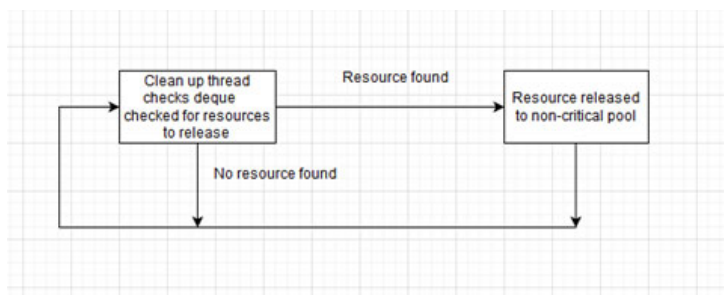 Clean up thread
checks deque
checked for resources
to release
Resource found
Resource released
to non-critical pool
No resource found